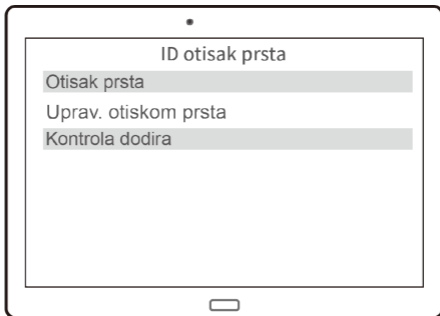 ID otisak prsta
Otisak prsta
Uprav. otiskom prsta
Kontrola dodira